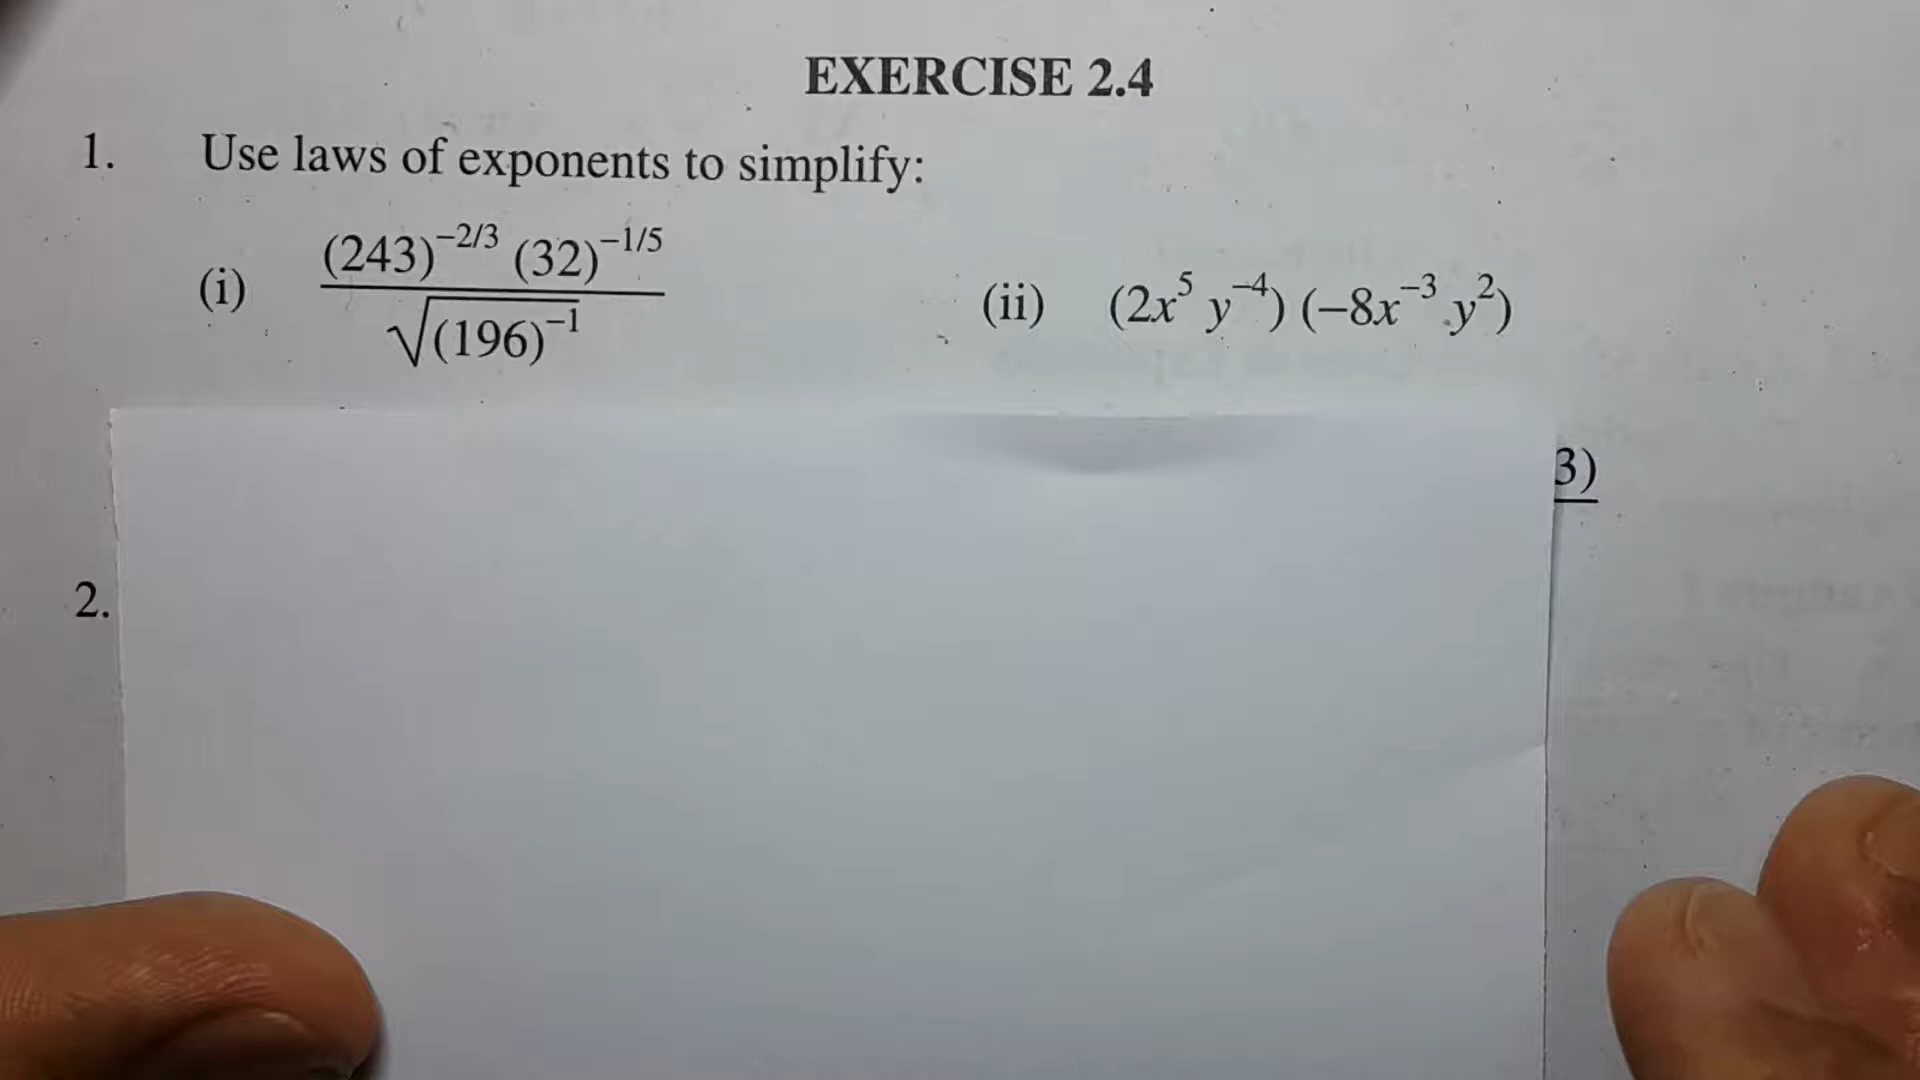 EXERCISE 2.4
1. Use laws of exponents to simplify:
(i) (243)^{-2/3} (32)^{-1/5} / √(196)^{-1}
(ii) (2x^5 y^{-4}) (-8x^{-3} y^2)
3)
2.